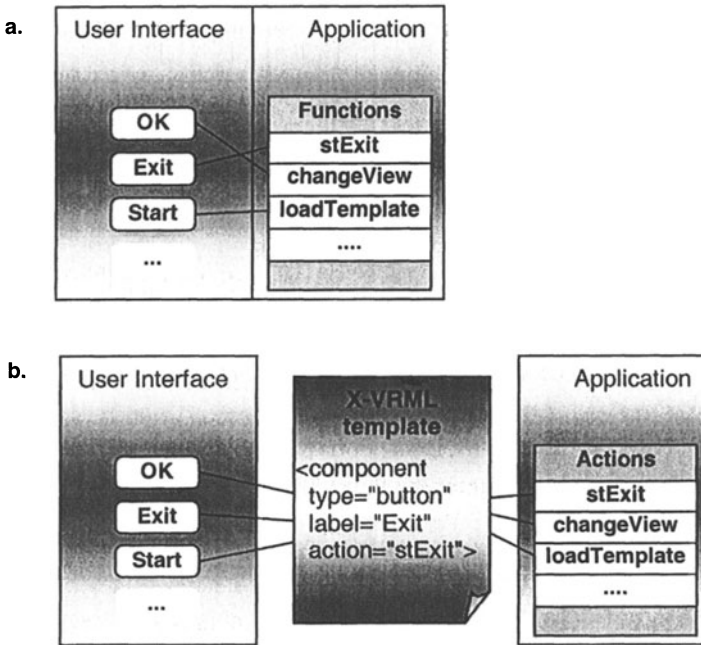 a.
User Interface
Application
OK
Exit
Start
...
Functions
stExit
changeView
loadTemplate
....
b.
User Interface
OK
Exit
Start
...
X-VRML
template
<component
type="button"
label="Exit"
action="stExit">
Application
Actions
stExit
changeView
loadTemplate
....